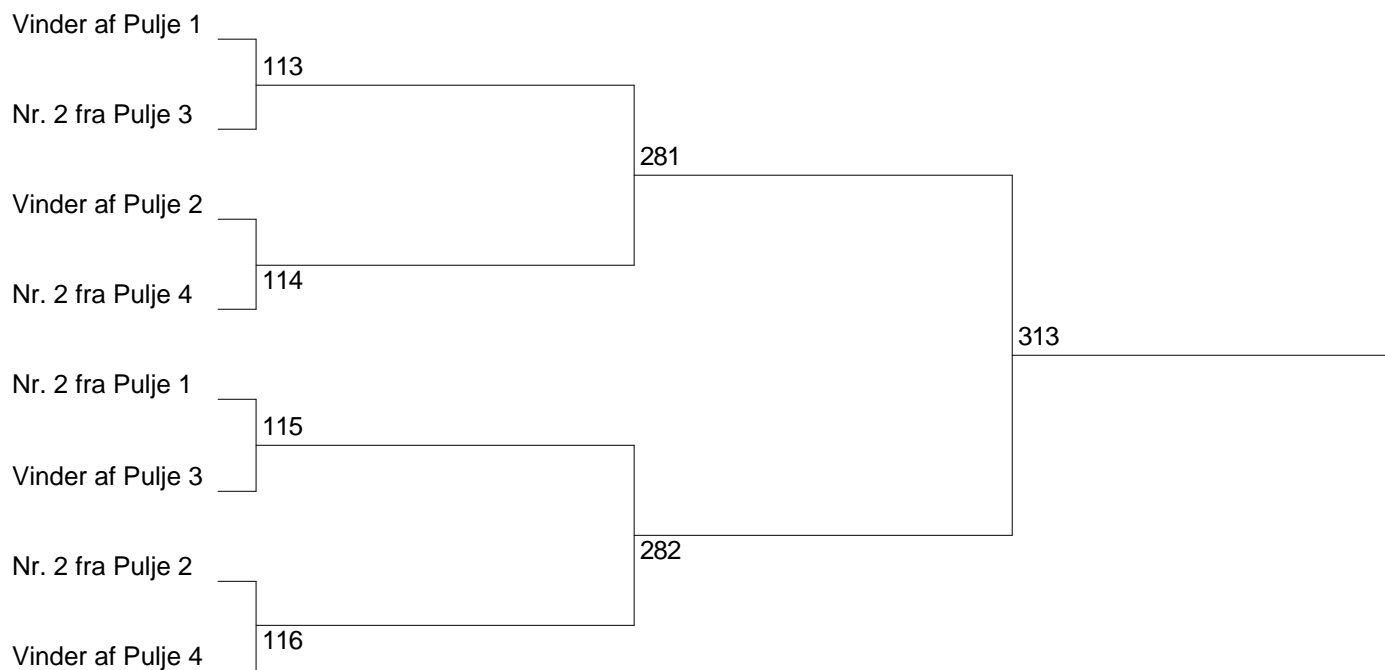 Vinder af Pulje 1
113
Nr. 2 fra Pulje 3
281
Vinder af Pulje 2
114
Nr. 2 fra Pulje 4
313
Nr. 2 fra Pulje 1
115
Vinder af Pulje 3
282
Nr. 2 fra Pulje 2
116
Vinder af Pulje 4